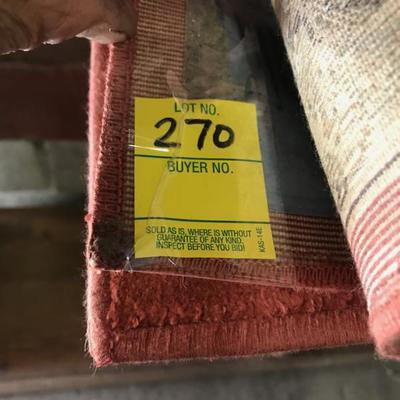 LOT NO.
270
BUYER NO.
SOLD AS IS, WHERE IS WITHOUT
GUARANTEE OF ANY KIND.
INSPECT BEFORE YOU BID!
KAS-14E